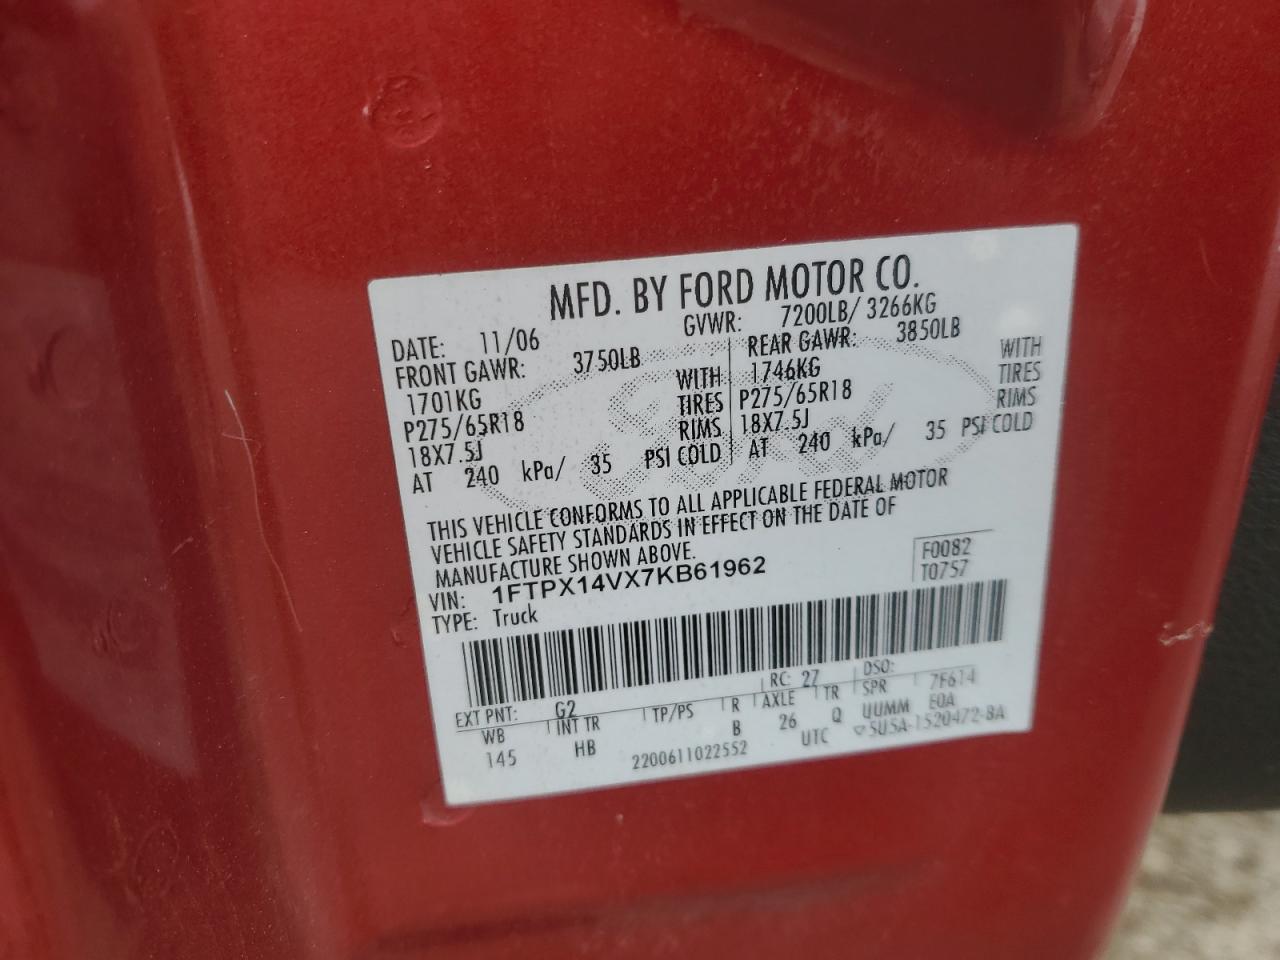 MFD. BY FORD MOTOR CO.
DATE: 11/06 GVWR: 7200LB/ 3266KG
FRONT GAWR: 3750LB REAR GAWR: 3850LB
1701KG WITH 1746KG WITH
P275/65R18 TIRES P275/65R18 TIRES
18X7.5J RIMS 18X7.5J RIMS
AT 240 kPa/ 35 PSI COLD AT 240 kPa/ 35 PSI COLD
THIS VEHICLE CONFORMS TO ALL APPLICABLE FEDERAL MOTOR
VEHICLE SAFETY STANDARDS IN EFFECT ON THE DATE OF
MANUFACTURE SHOWN ABOVE.
VIN: 1FTPX14VX7KB61962
F0082
T0757
TYPE: Truck
EXT PNT: G2 RC: 27 DSO:
WB INT TR TP/PS R AXLE TR SPR 7F614
145 HB B 26 Q UUMM E0A
2200611022552 UTC 5U5A-1520472-BA